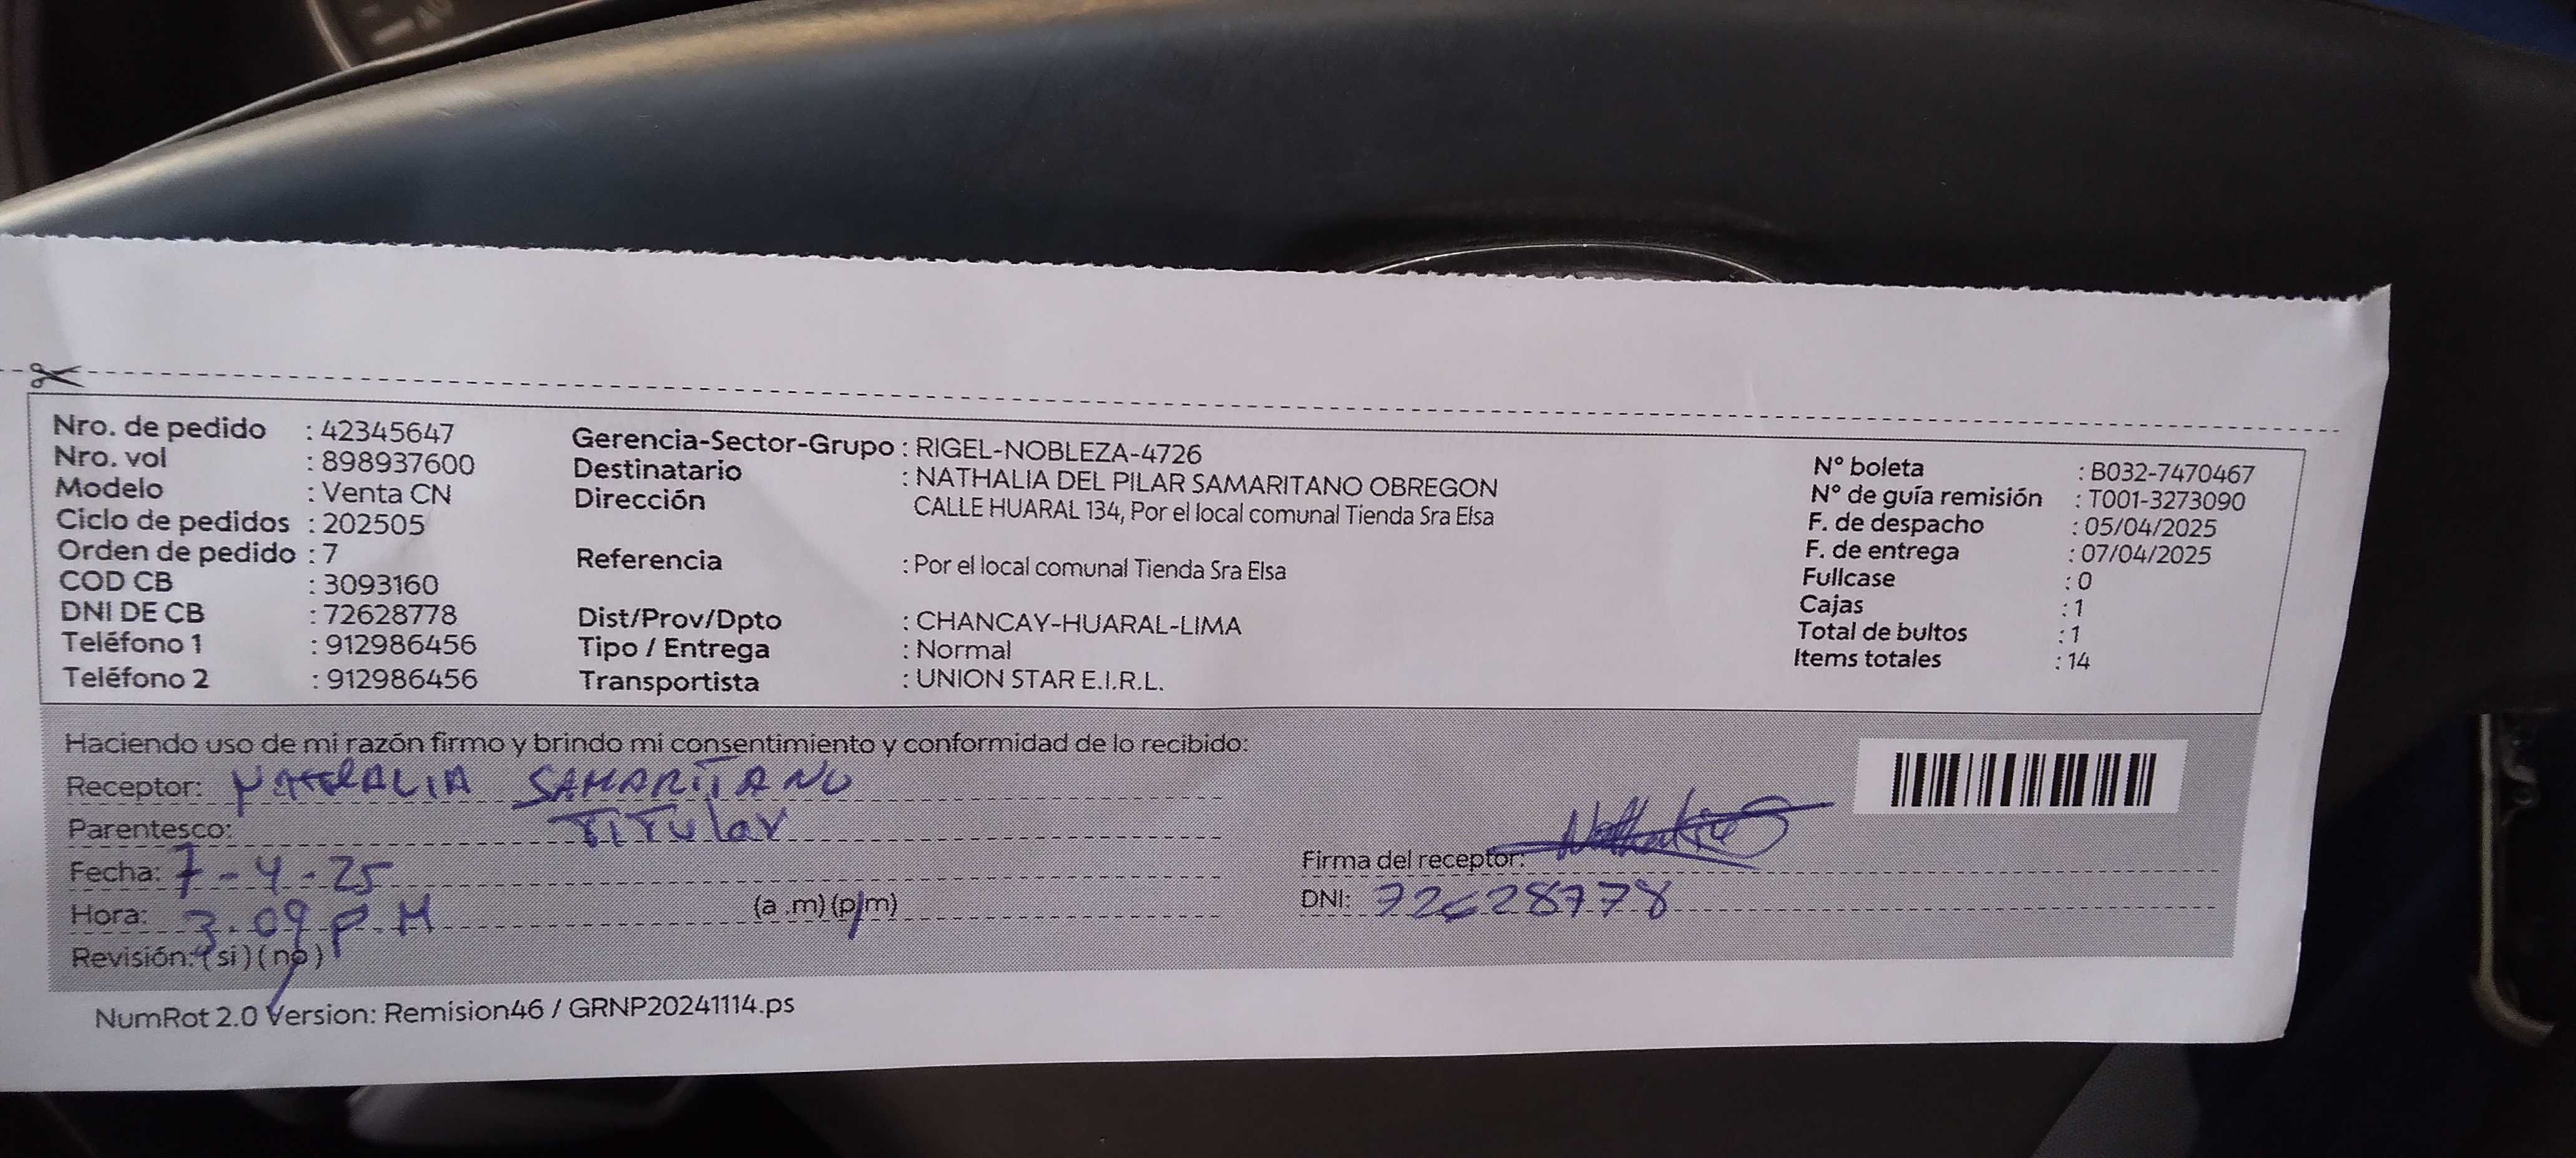 Nro. de pedido : 42345647
Nro. vol : 898937600
Modelo : Venta CN
Ciclo de pedidos : 202505
Orden de pedido : 7
COD CB : 3093160
DNI DE CB : 72628778
Teléfono 1 : 912986456
Teléfono 2 : 912986456
Gerencia-Sector-Grupo : RIGEL-NOBLEZA-4726
Destinatario : NATHALIA DEL PILAR SAMARITANO OBREGON
Dirección CALLE HUARAL 134, Por el local comunal Tienda Sra Elsa
Referencia : Por el local comunal Tienda Sra Elsa
Dist/Prov/Dpto : CHANCAY-HUARAL-LIMA
Tipo / Entrega : Normal
Transportista : UNION STAR E.I.R.L.
N° boleta : B032-7470467
N° de guía remisión : T001-3273090
F. de despacho : 05/04/2025
F. de entrega : 07/04/2025
Fullcase : 0
Cajas : 1
Total de bultos : 1
Items totales : 14
Haciendo uso de mi razón firmo y brindo mi consentimiento y conformidad de lo recibido:
Receptor: NATHALIA SAMARITANO
Parentesco: Titular
Fecha: 7-4-25
Hora: 3.09 P.M (a .m) (p.m)
Revisión: (si) (no)
Firma del receptor:
DNI: 72628778
NumRot 2.0 Version: Remision46 / GRNP20241114.ps